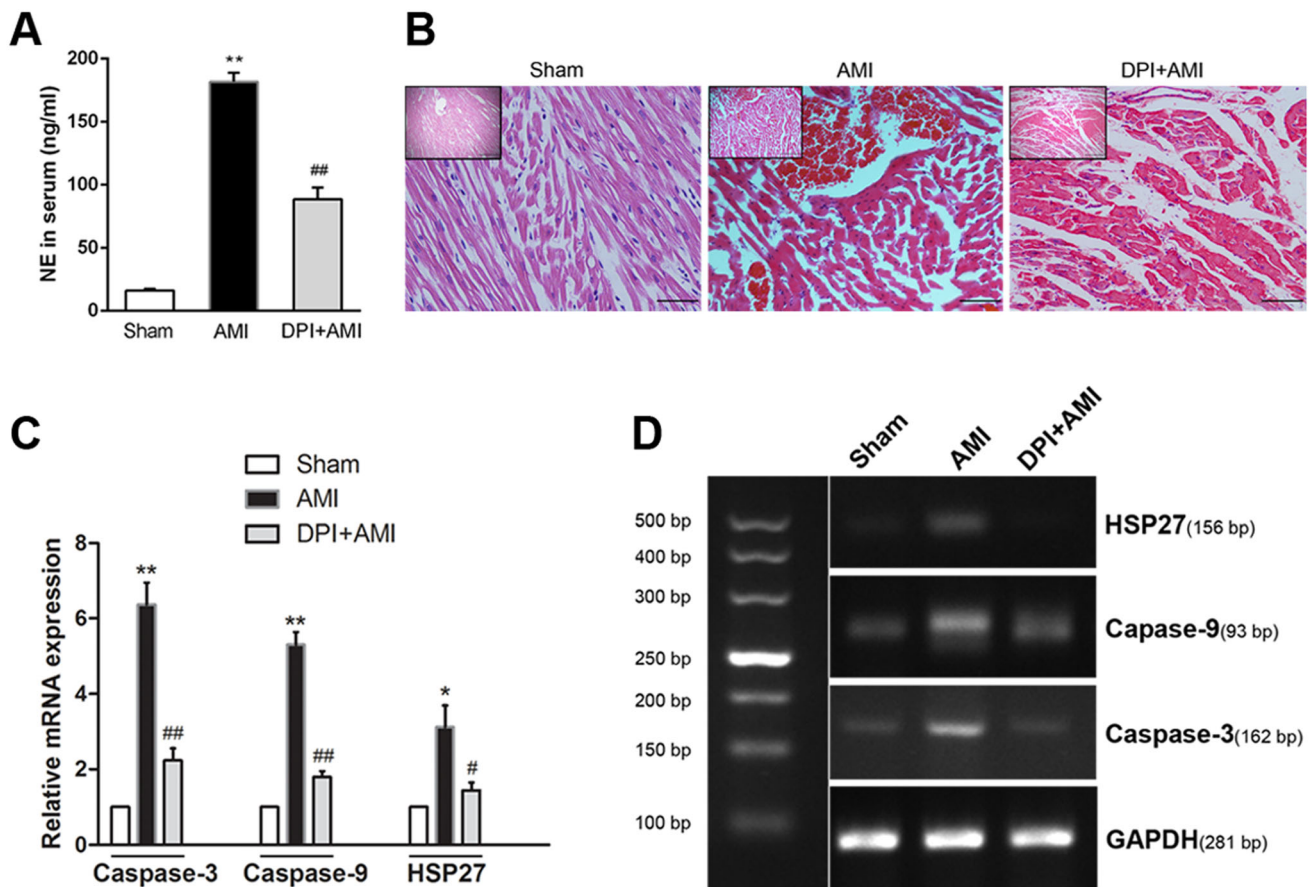 A
NE in serum (ng/ml)
200
150
100
50
0
**
##
Sham
AMI
DPI+AMI
B
Sham
AMI
DPI+AMI
C
Sham
AMI
DPI+AMI
Relative mRNA expression
8
6
4
2
0
**
##
**
##
*
#
Caspase-3
Caspase-9
HSP27
D
Sham
AMI
DPI+AMI
500 bp
400 bp
300 bp
250 bp
200 bp
150 bp
100 bp
HSP27(156 bp)
Capase-9(93 bp)
Caspase-3(162 bp)
GAPDH(281 bp)